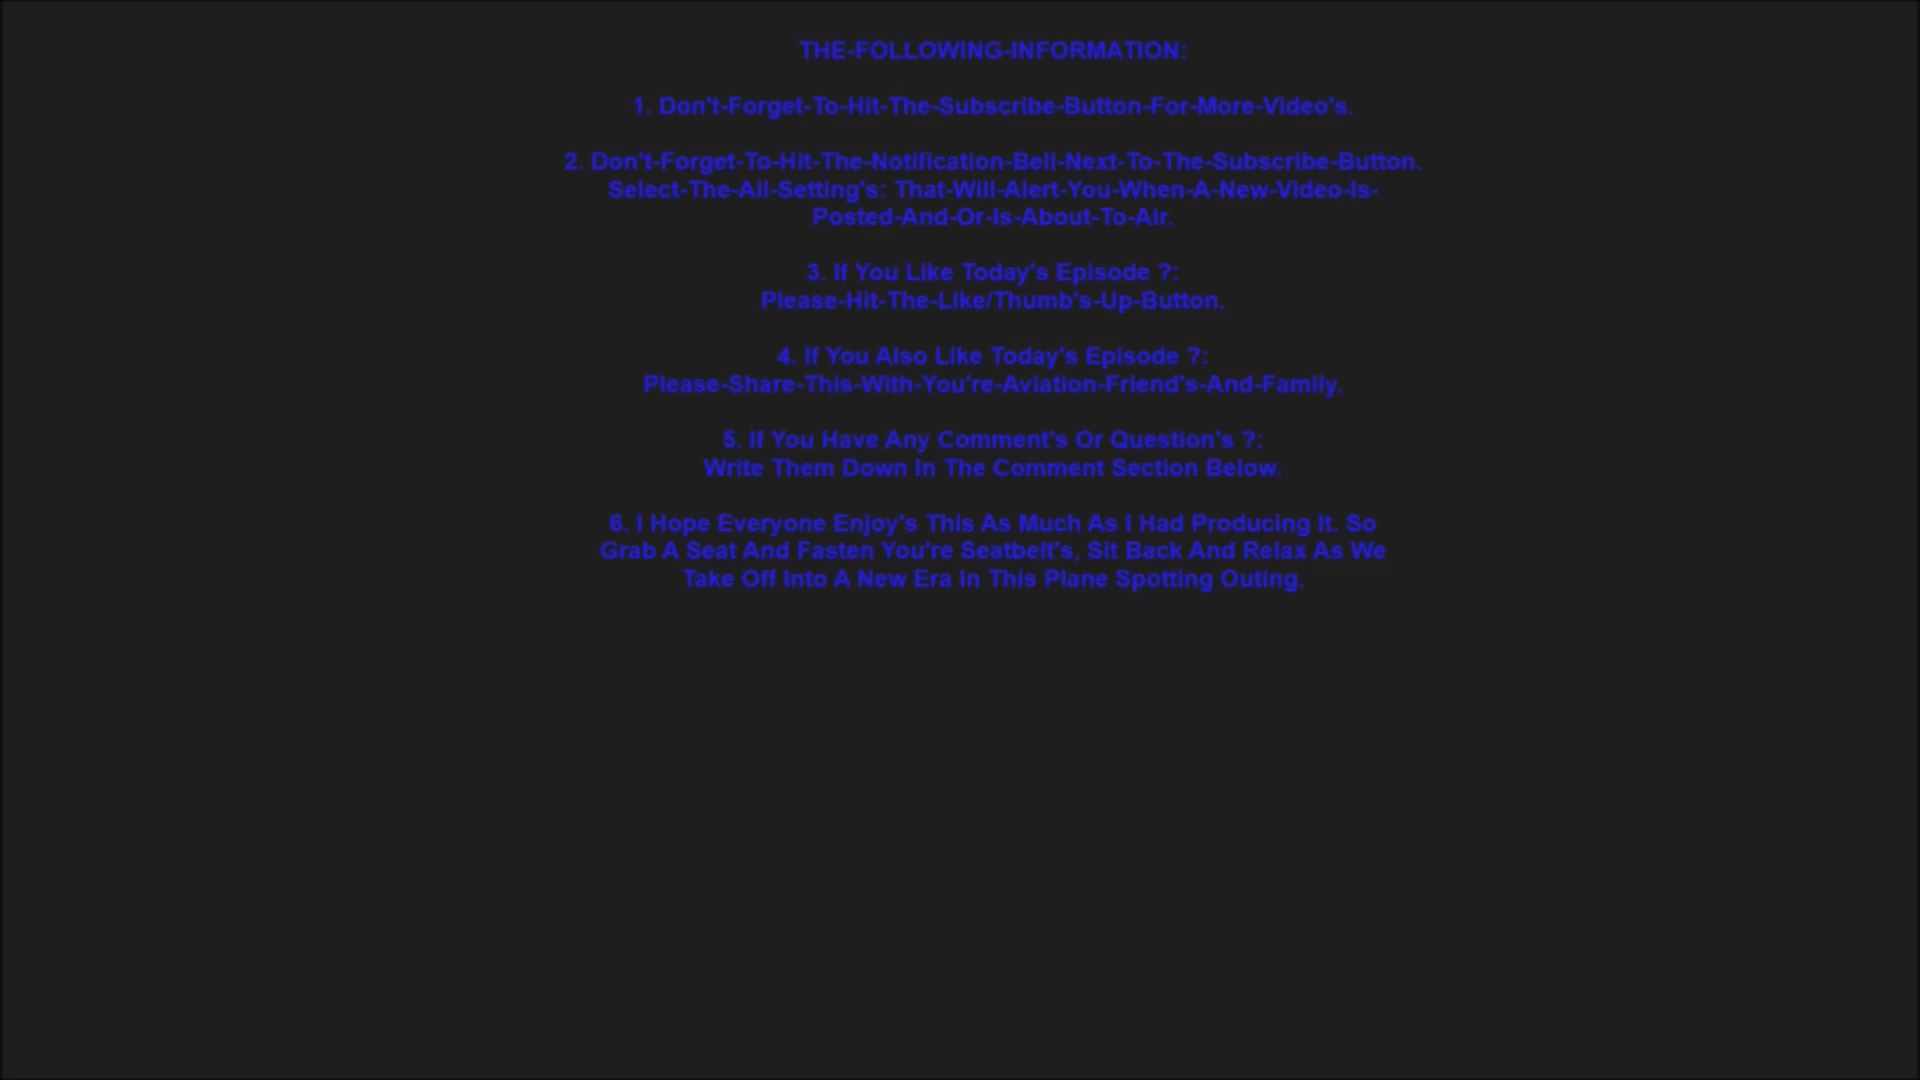 THE-FOLLOWING-INFORMATION:
1. Don't-Forget-To-Hit-The-Subscribe-Button-For-More-Video's.
2. Don't-Forget-To-Hit-The-Notification-Bell-Next-To-The-Subscribe-Button.
Select-The-All-Setting's: That-Will-Alert-You-When-A-New-Video-Is-
Posted-And-Or-Is-About-To-Air.
3. If You Like Today's Episode ?:
Please-Hit-The-Like/Thumb's-Up-Button.
4. If You Also Like Today's Episode ?:
Please-Share-This-With-You're-Aviation-Friend's-And-Family,
5. If You Have Any Comment's Or Question's ?:
Write Them Down In The Comment Section Below.
6. I Hope Everyone Enjoy's This As Much As I Had Producing It. So
Grab A Seat And Fasten You're Seatbelt's, Sit Back And Relax As We
Take Off Into A New Era In This Plane Spotting Outing.